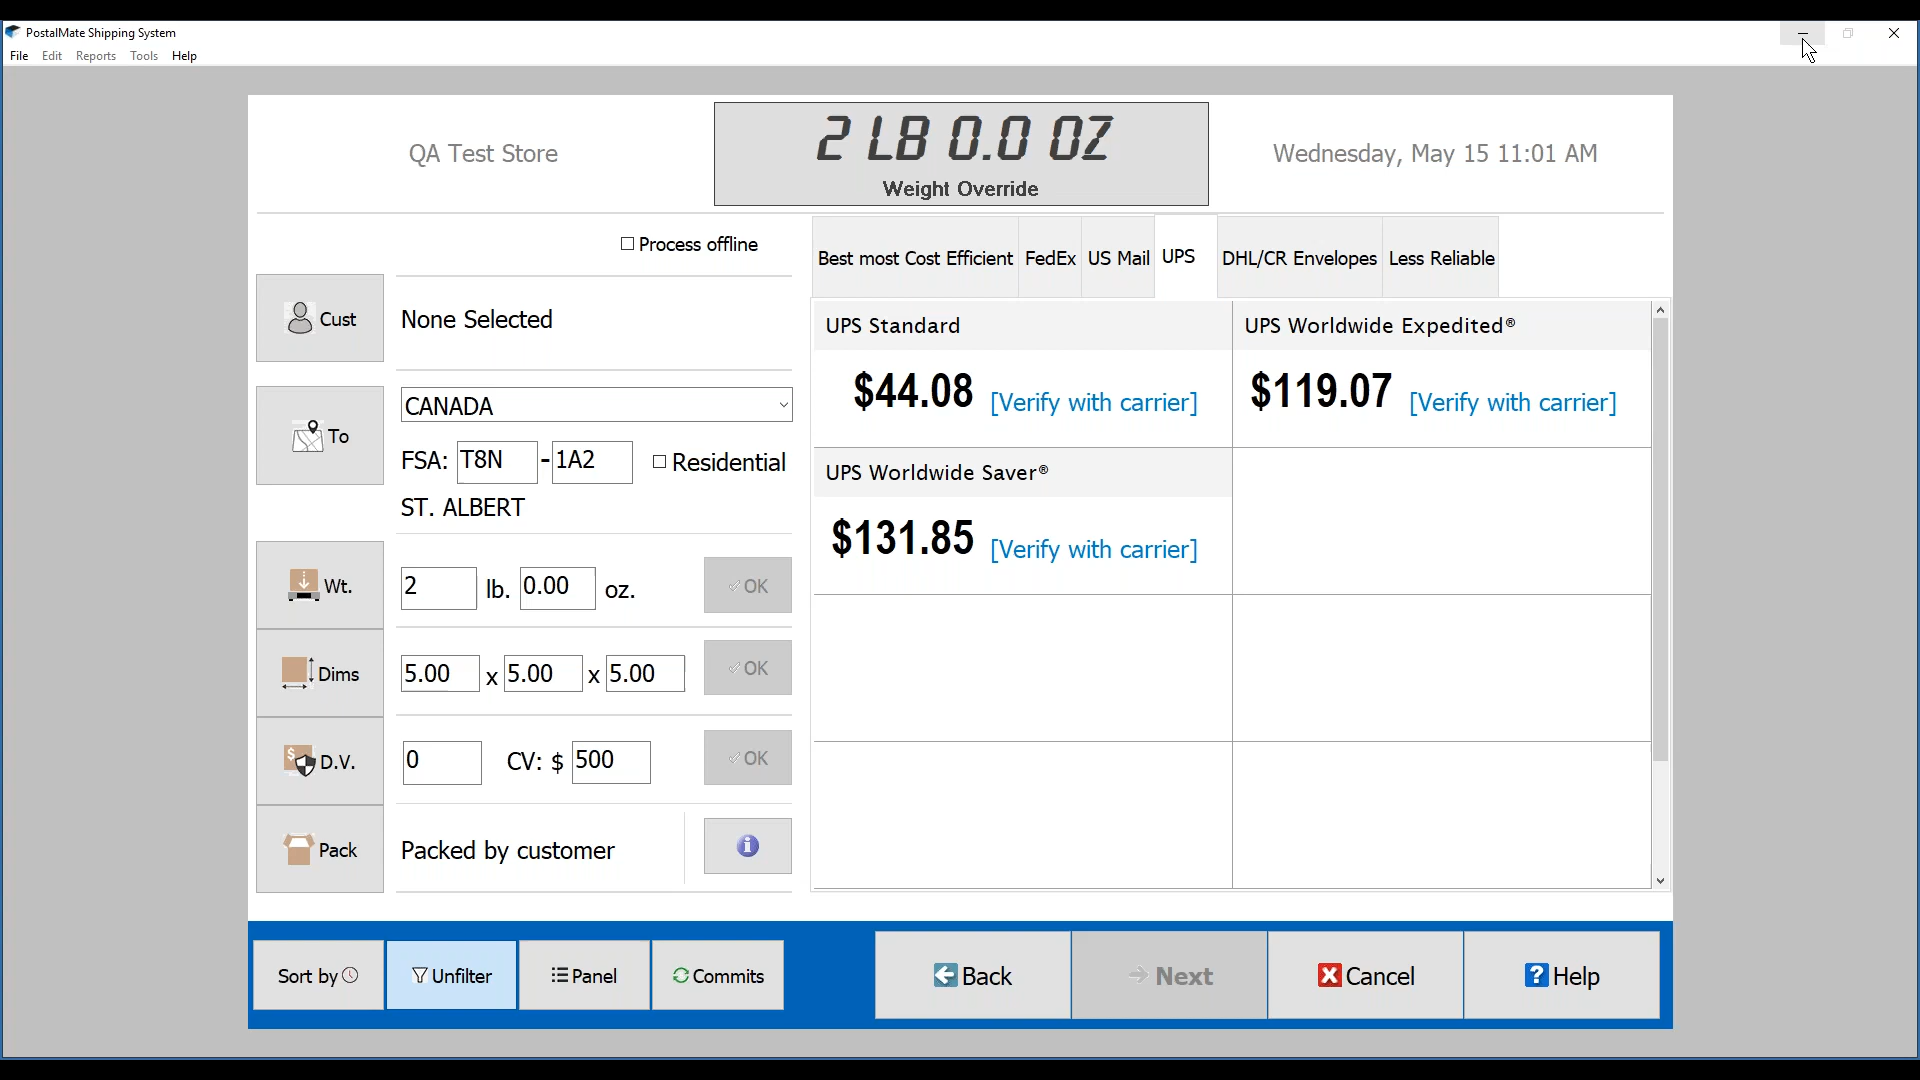 PostalMate Shipping System
File Edit Reports Tools Help
QA Test Store
2 LB 0.0 OZ
Weight Override
Wednesday, May 15 11:01 AM
Process offline
Cust
None Selected
To
CANADA
FSA: T8N - 1A2 Residential
ST. ALBERT
Wt.
2 lb. 0.00 oz. OK
Dims
5.00 x 5.00 x 5.00 OK
D.V.
0 CV: $ 500 OK
Pack
Packed by customer
Best most Cost Efficient FedEx US Mail UPS DHL/CR Envelopes Less Reliable
UPS Standard
$44.08 [Verify with carrier]
UPS Worldwide Expedited®
$119.07 [Verify with carrier]
UPS Worldwide Saver®
$131.85 [Verify with carrier]
Sort by Unfilter Panel Commits Back Next Cancel Help